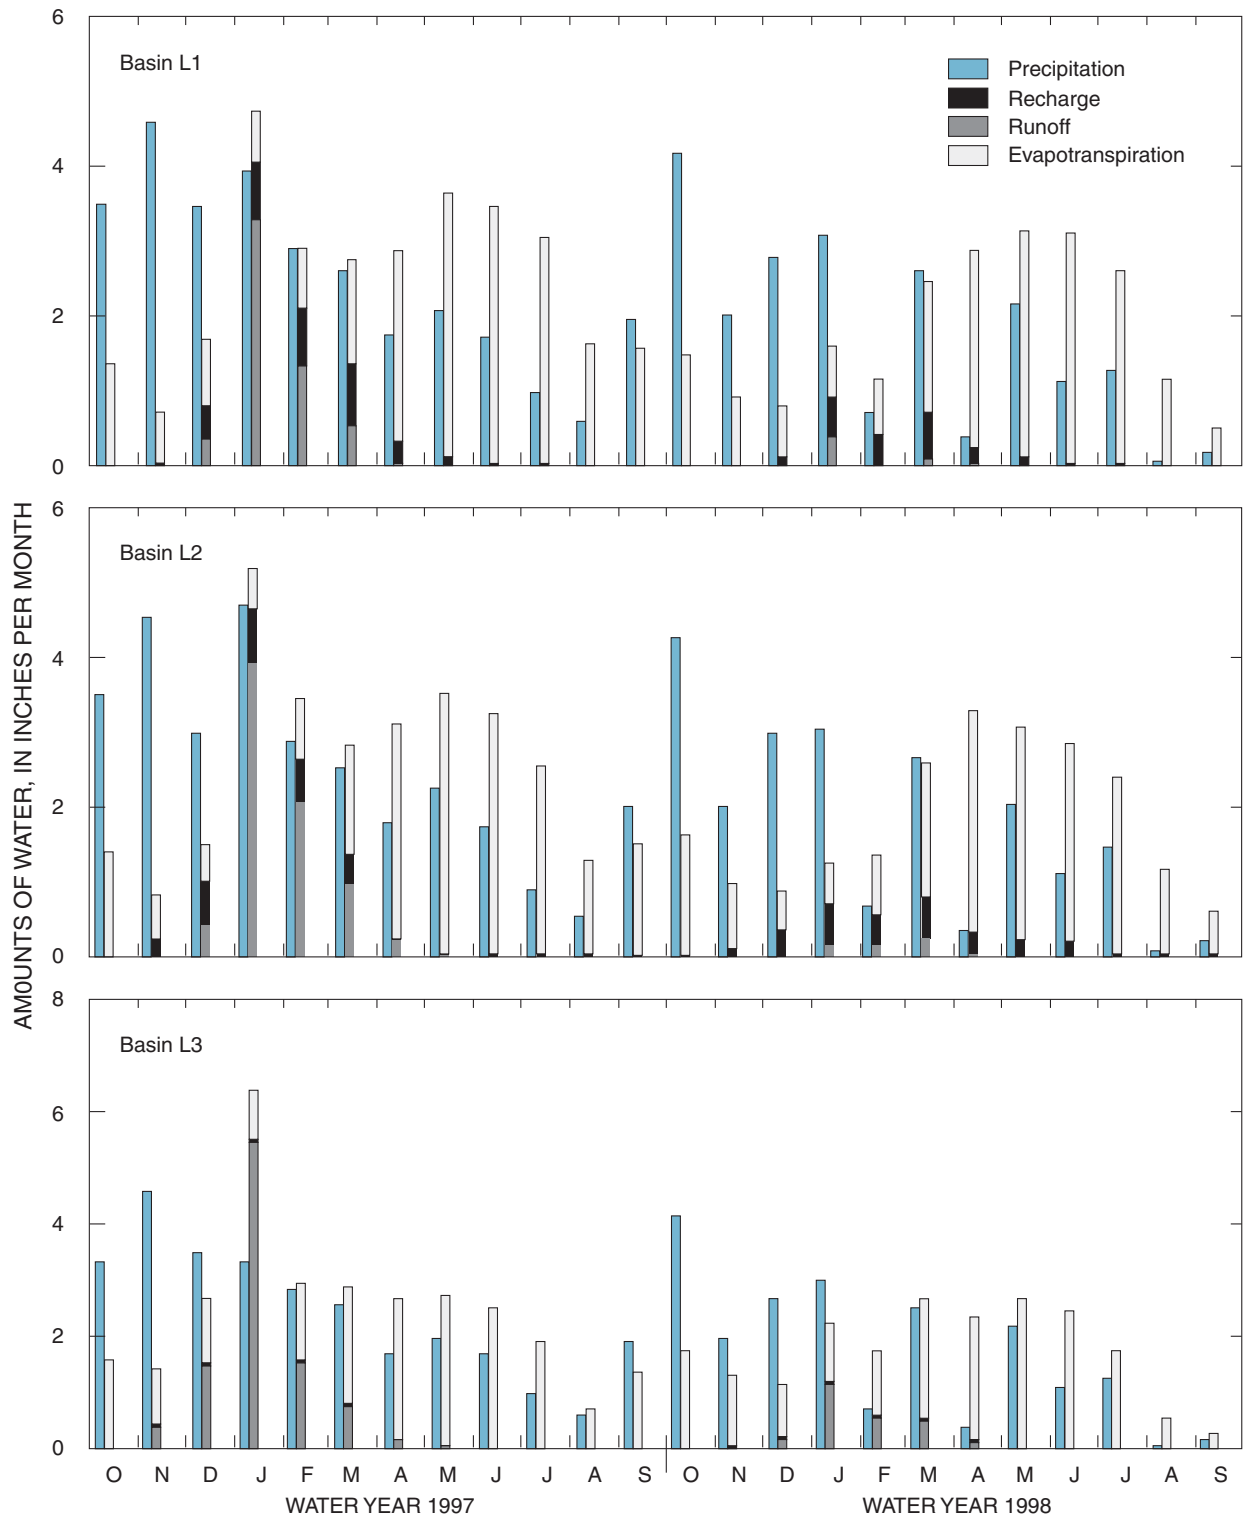 6
Basin L1
Precipitation
Recharge
Runoff
Evapotranspiration
4
2
0
6
Basin L2
4
2
0
AMOUNTS OF WATER, IN INCHES PER MONTH
8
Basin L3
6
4
2
0
O N D J F M A M J J A S O N D J F M A M J J A S
WATER YEAR 1997 WATER YEAR 1998